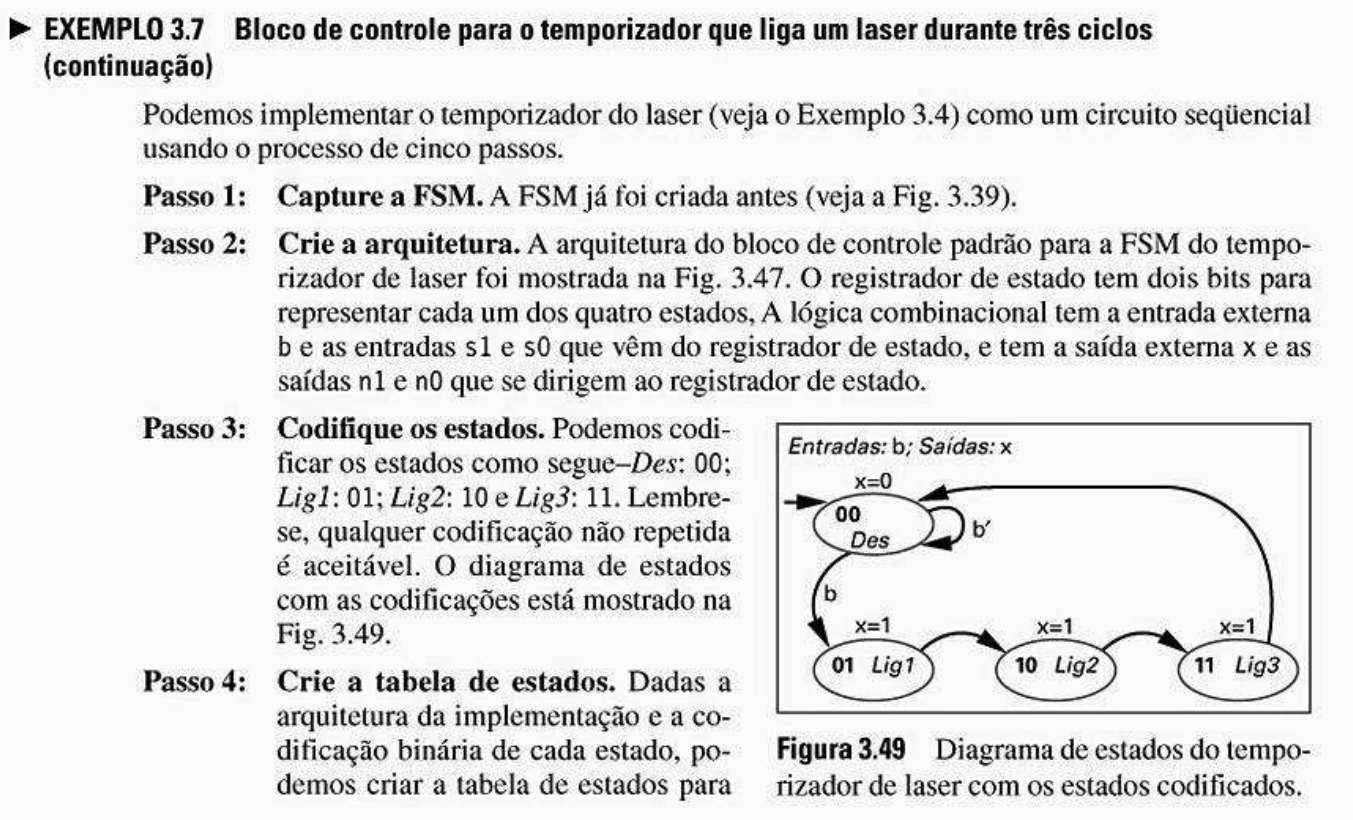 ► EXEMPLO 3.7 Bloco de controle para o temporizador que liga um laser durante três ciclos
(continuação)
Podemos implementar o temporizador do laser (veja o Exemplo 3.4) como um circuito seqüencial
usando o processo de cinco passos.
Passo 1: Capture a FSM. A FSM já foi criada antes (veja a Fig. 3.39).
Passo 2: Crie a arquitetura. A arquitetura do bloco de controle padrão para a FSM do tempo-
rizador de laser foi mostrada na Fig. 3.47. O registrador de estado tem dois bits para
representar cada um dos quatro estados, A lógica combinacional tem a entrada externa
b e as entradas s1 e s0 que vêm do registrador de estado, e tem a saída externa x e as
saídas n1 e n0 que se dirigem ao registrador de estado.
Passo 3: Codifique os estados. Podemos codi-
ficar os estados como segue–Des: 00;
Lig1: 01; Lig2: 10 e Lig3: 11. Lembre-
se, qualquer codificação não repetida
é aceitável. O diagrama de estados
com as codificações está mostrado na
Fig. 3.49.
Passo 4: Crie a tabela de estados. Dadas a
arquitetura da implementação e a co-
dificação binária de cada estado, po-
demos criar a tabela de estados para
Entradas: b; Saídas: x
x=0
00
Des
b′
b
x=1
01 Lig1
x=1
10 Lig2
x=1
11 Lig3
Figura 3.49 Diagrama de estados do tempo-
rizador de laser com os estados codificados.